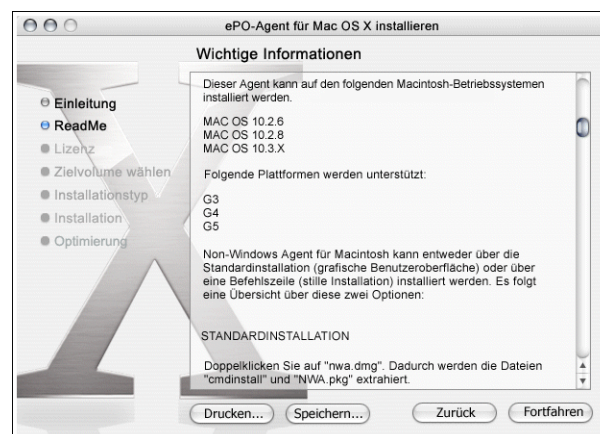 ePO-Agent für Mac OS X installieren
Wichtige Informationen
Einleitung
ReadMe
Lizenz
Zielvolume wählen
Installationstyp
Installation
Optimierung
Dieser Agent kann auf den folgenden Macintosh-Betriebssystemen
installiert werden.
MAC OS 10.2.6
MAC OS 10.2.8
MAC OS 10.3.X
Folgende Plattformen werden unterstützt:
G3
G4
G5
Non-Windows Agent für Macintosh kann entweder über die
Standardinstallation (grafische Benutzeroberfläche) oder über
eine Befehlszeile (stille Installation) installiert werden. Es folgt
eine Übersicht über diese zwei Optionen:
STANDARDINSTALLATION
Doppelklicken Sie auf "nwa.dmg". Dadurch werden die Dateien
"cmdinstall" und "NWA.pkg" extrahiert.
Drucken...
Speichern...
Zurück
Fortfahren